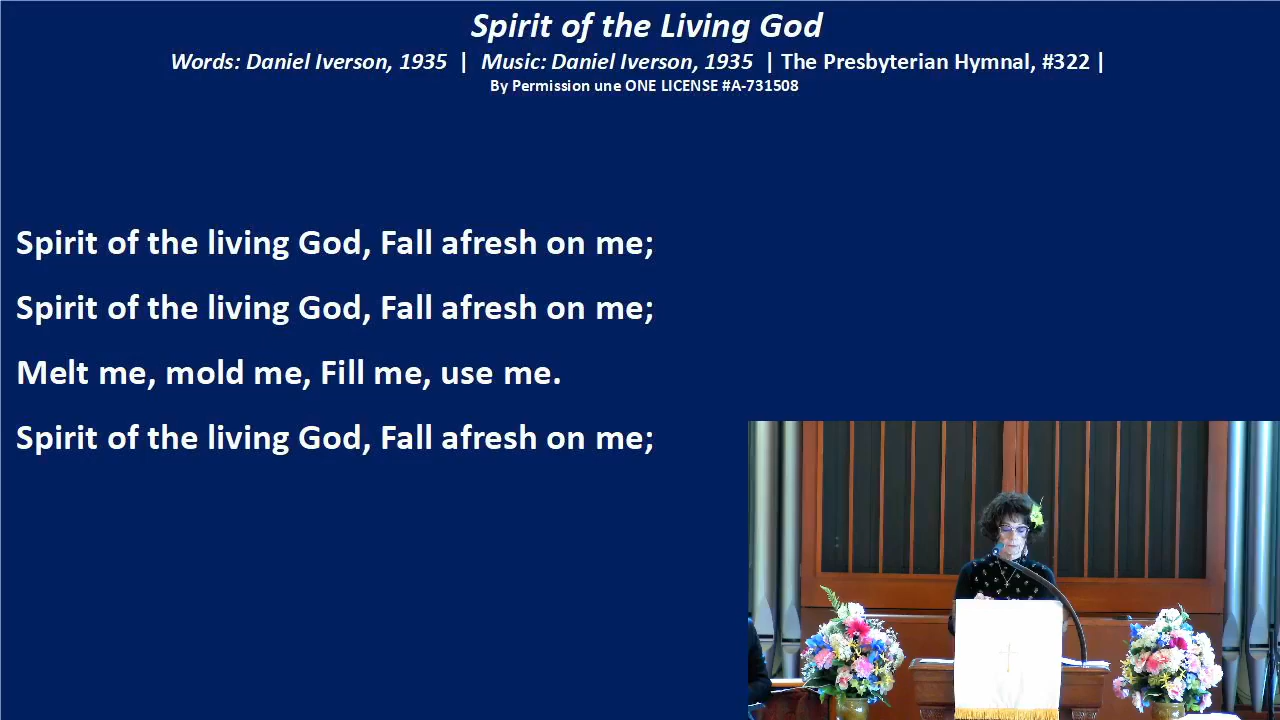 Spirit of the Living God
Words: Daniel Iverson, 1935 | Music: Daniel Iverson, 1935 | The Presbyterian Hymnal, #322 |
By Permission une ONE LICENSE #A-731508
Spirit of the living God, Fall afresh on me;
Spirit of the living God, Fall afresh on me;
Melt me, mold me, Fill me, use me.
Spirit of the living God, Fall afresh on me;